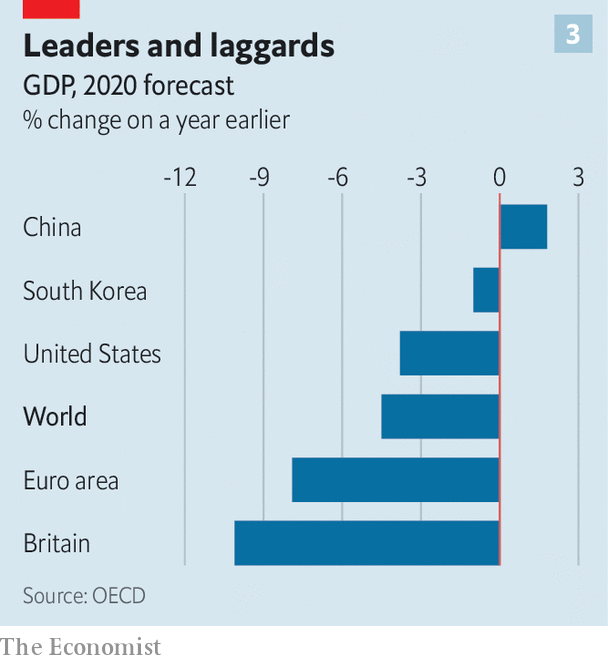 3
Leaders and laggards
GDP, 2020 forecast
% change on a year earlier
-12 -9 -6 -3 0 3
China
South Korea
United States
World
Euro area
Britain
Source: OECD
The Economist